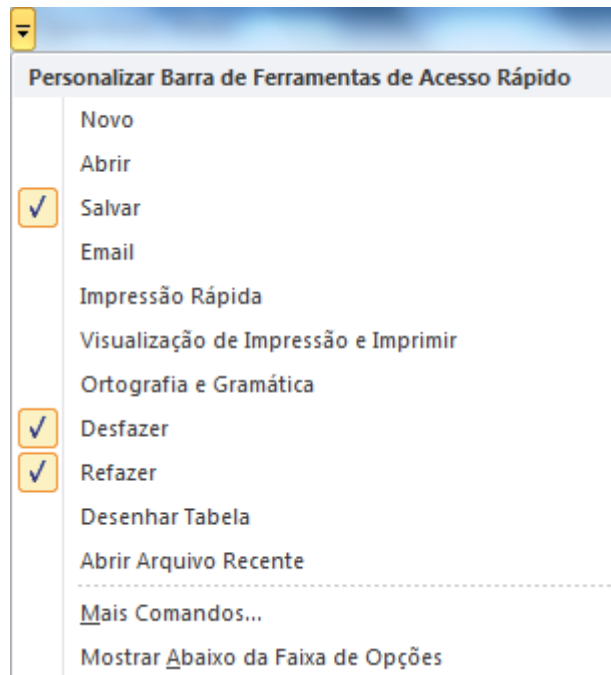 Personalizar Barra de Ferramentas de Acesso Rápido
Novo
Abrir
Salvar
Email
Impressão Rápida
Visualização de Impressão e Imprimir
Ortografia e Gramática
Desfazer
Refazer
Desenhar Tabela
Abrir Arquivo Recente
Mais Comandos...
Mostrar Abaixo da Faixa de Opções